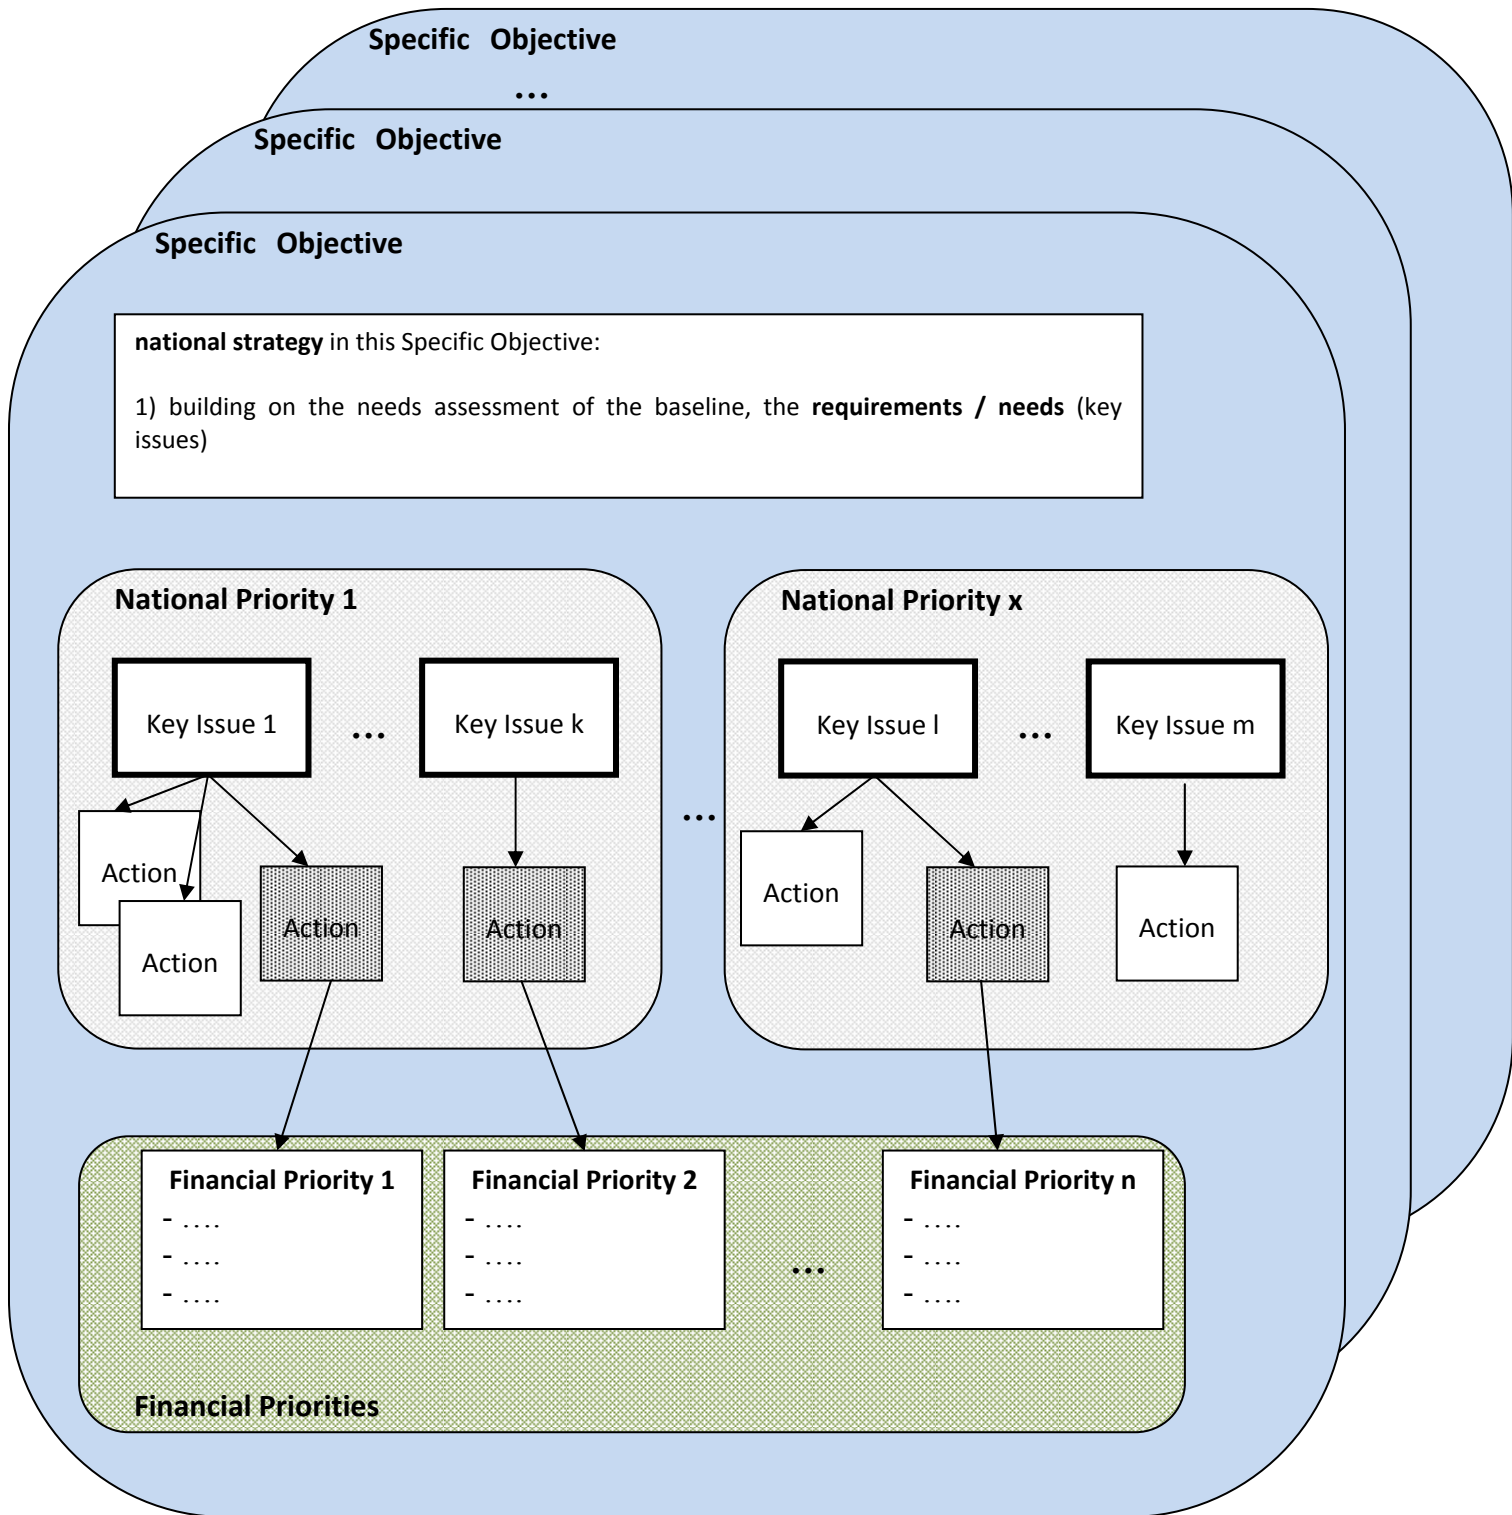 Specific Objective
...
Specific Objective
Specific Objective
national strategy in this Specific Objective:
1) building on the needs assessment of the baseline, the requirements / needs (key
issues)
National Priority 1
National Priority x
Key Issue 1
...
Key Issue k
Key Issue l
...
Key Issue m
...
Action
Action
Action
Action
Action
Action
Action
Financial Priority 1
- ....
- ....
- ....
Financial Priority 2
- ....
- ....
- ....
...
Financial Priority n
- ....
- ....
- ....
Financial Priorities